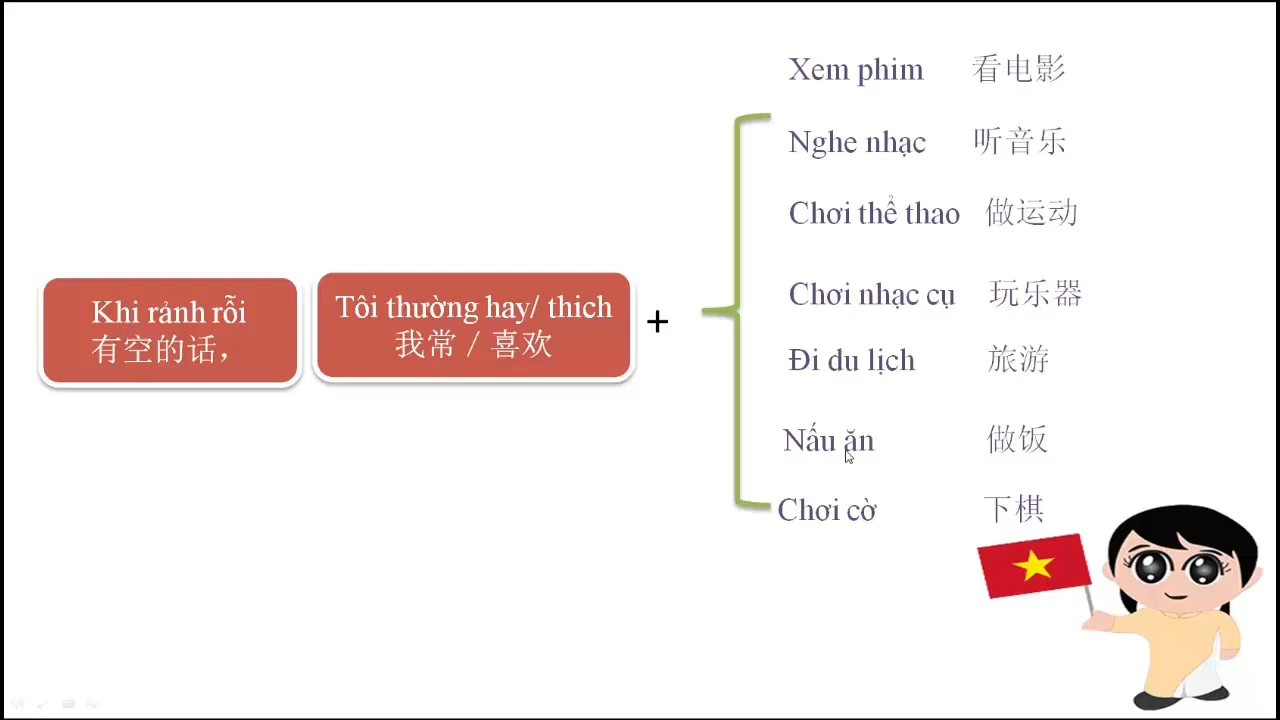 Xem phim 看电影
Nghe nhạc 听音乐
Chơi thể thao 做运动
Khi rảnh rỗi
有空的话，
Tôi thường hay/ thich
我常 / 喜欢
+
Chơi nhạc cụ 玩乐器
Đi du lịch 旅游
Nấu ăn 做饭
Chơi cờ 下棋